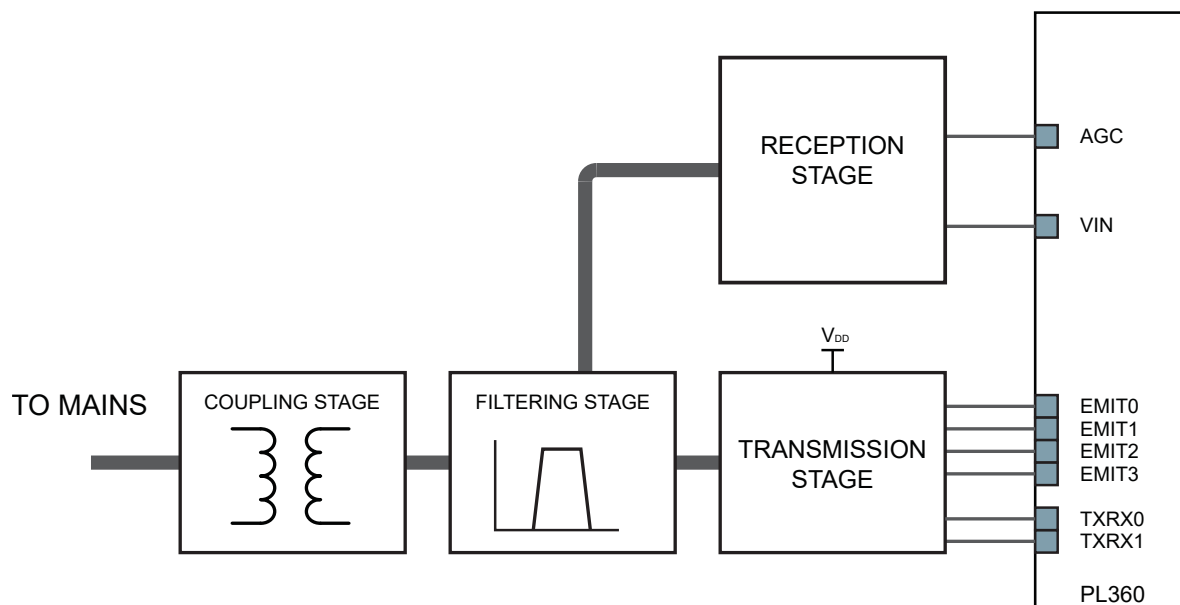 RECEPTION
STAGE
AGC
VIN
VDD
TO MAINS
COUPLING STAGE
FILTERING STAGE
TRANSMISSION
STAGE
EMIT0
EMIT1
EMIT2
EMIT3
TXRX0
TXRX1
PL360